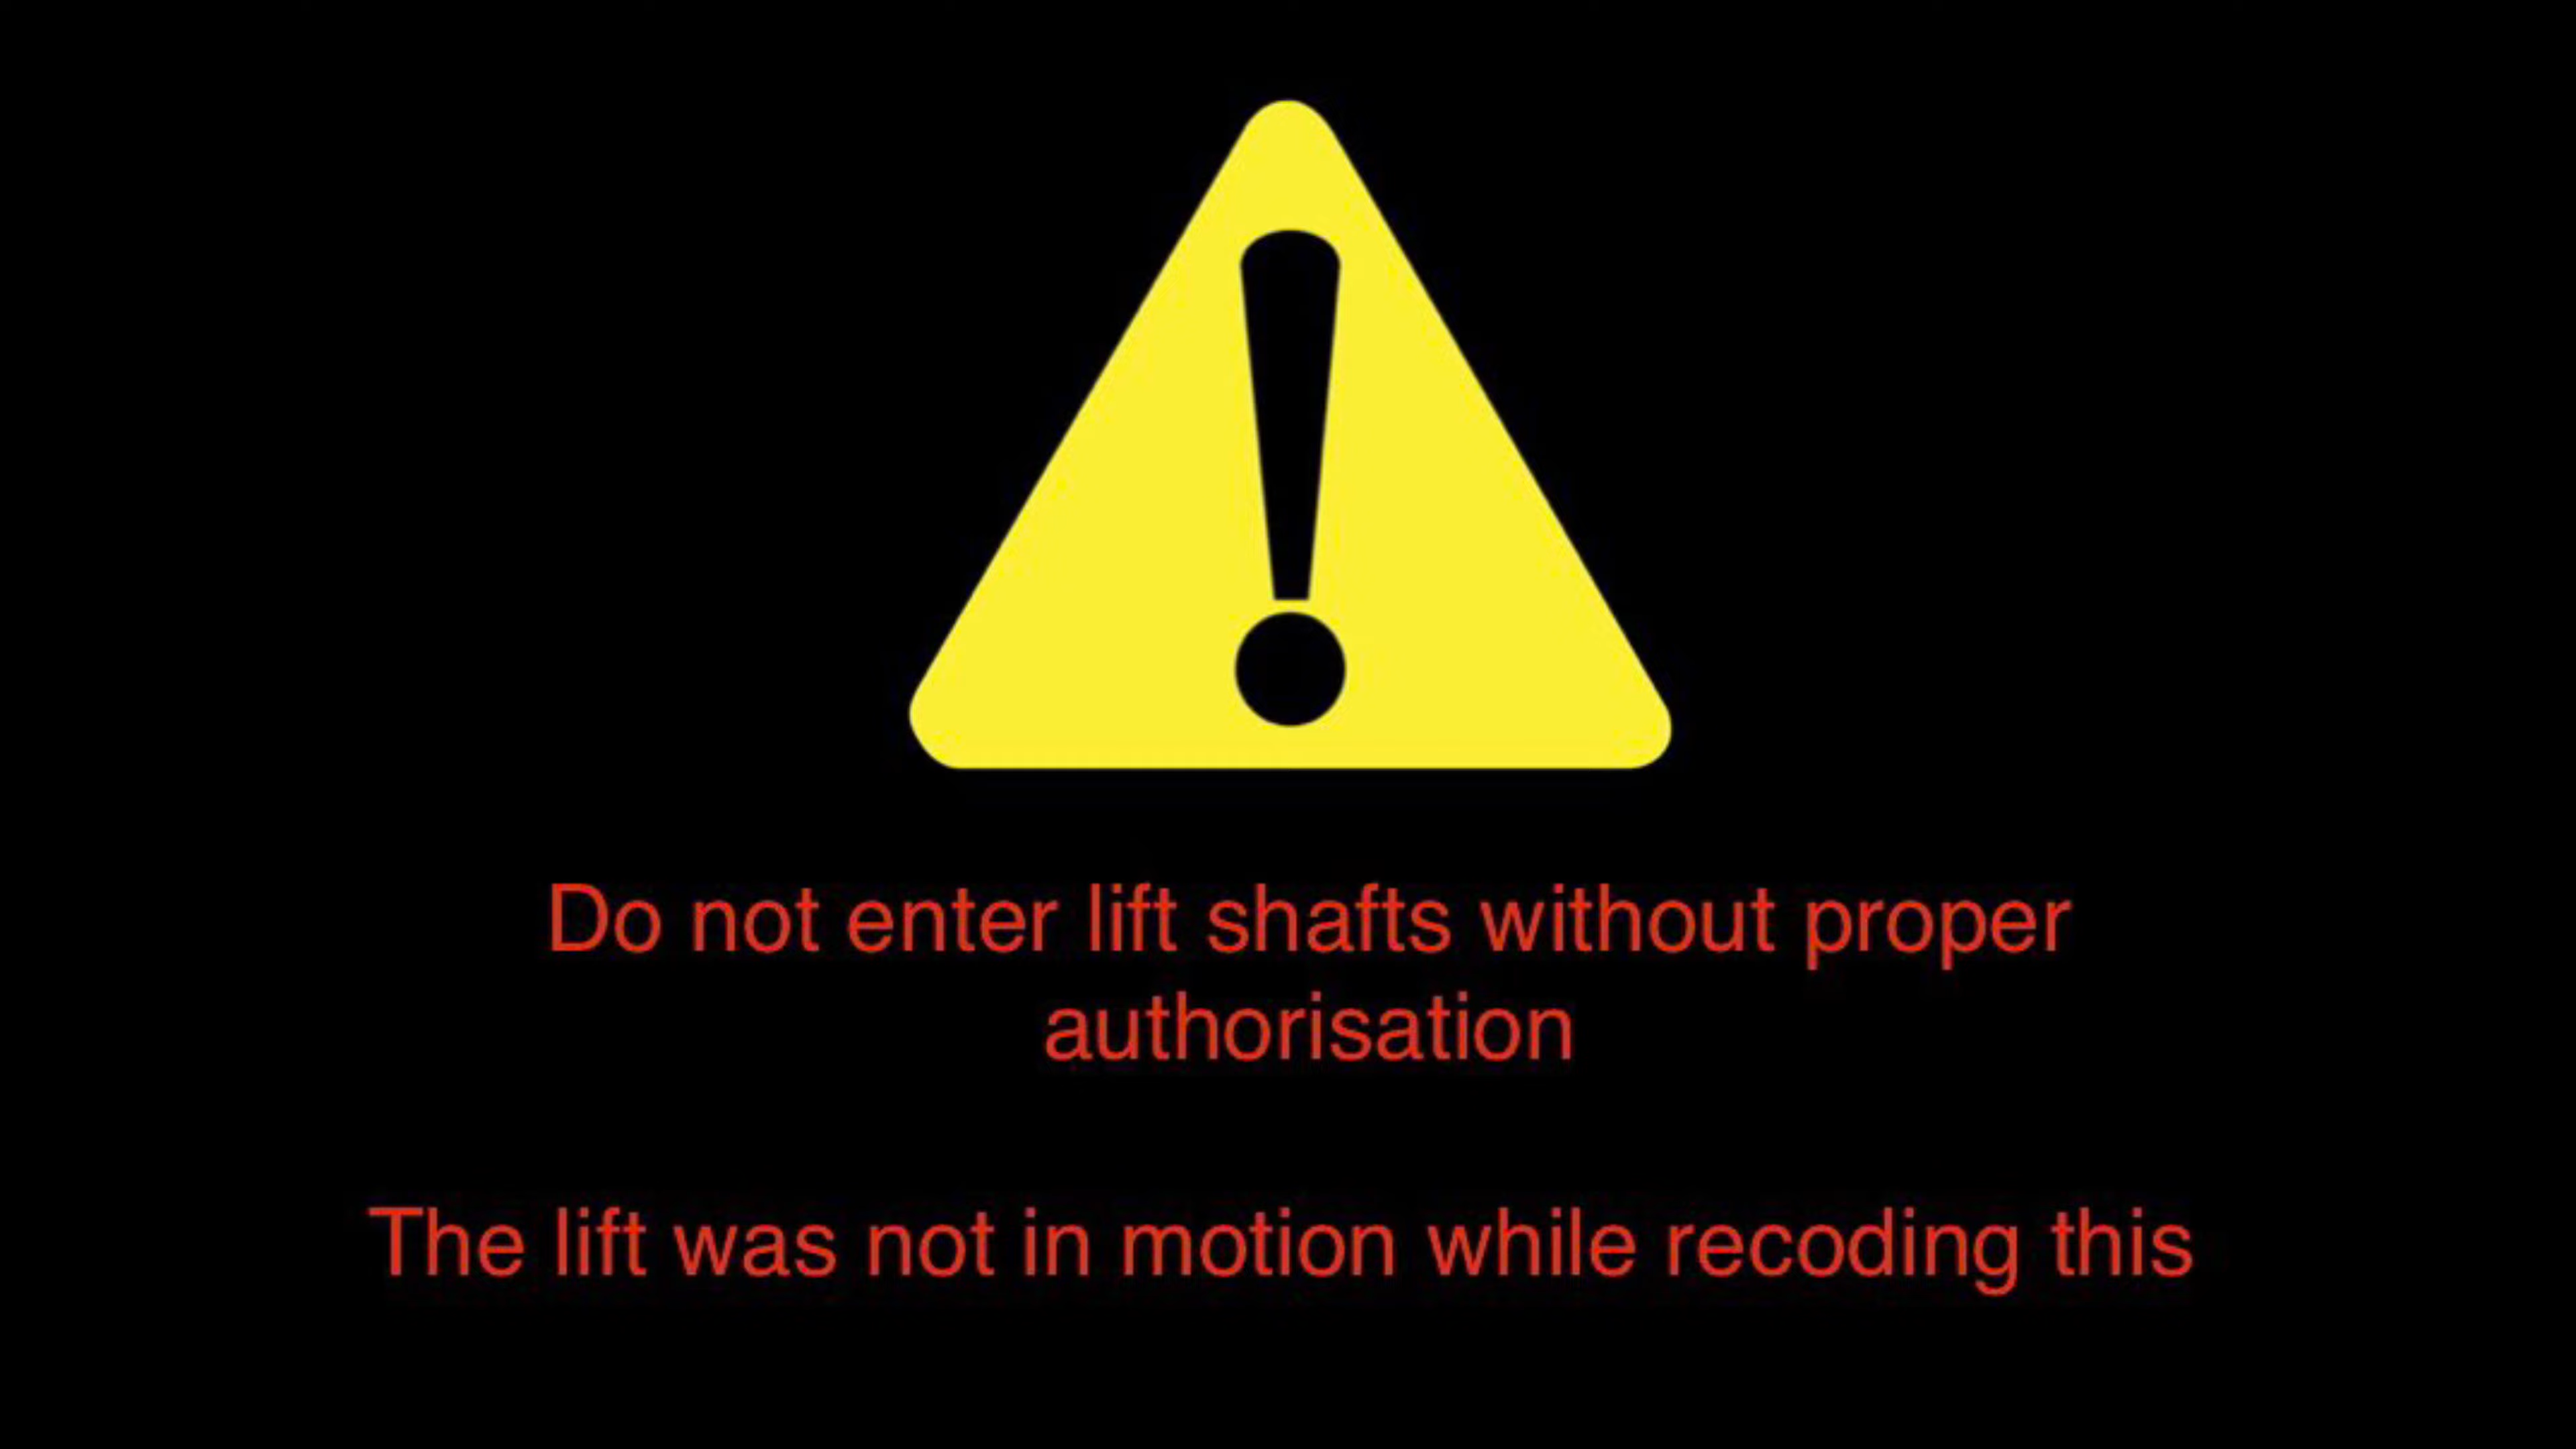 Do not enter lift shafts without proper
authorisation
The lift was not in motion while recoding this